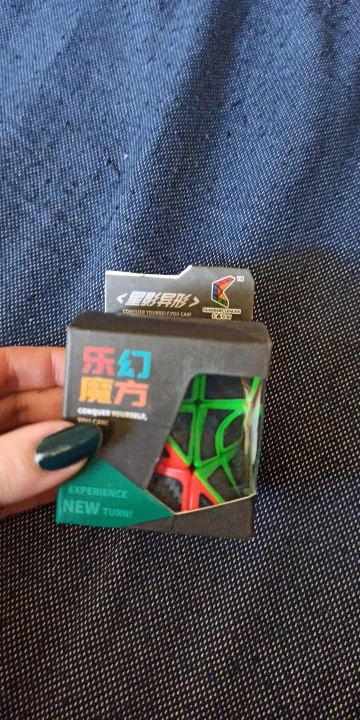 <星影异形>
CONQUER YOURSELF,YOU CAN!
乐幻
魔方
CONQUER YOURSELF,
YOU CAN!
EXPERIENCE
NEW TURN!